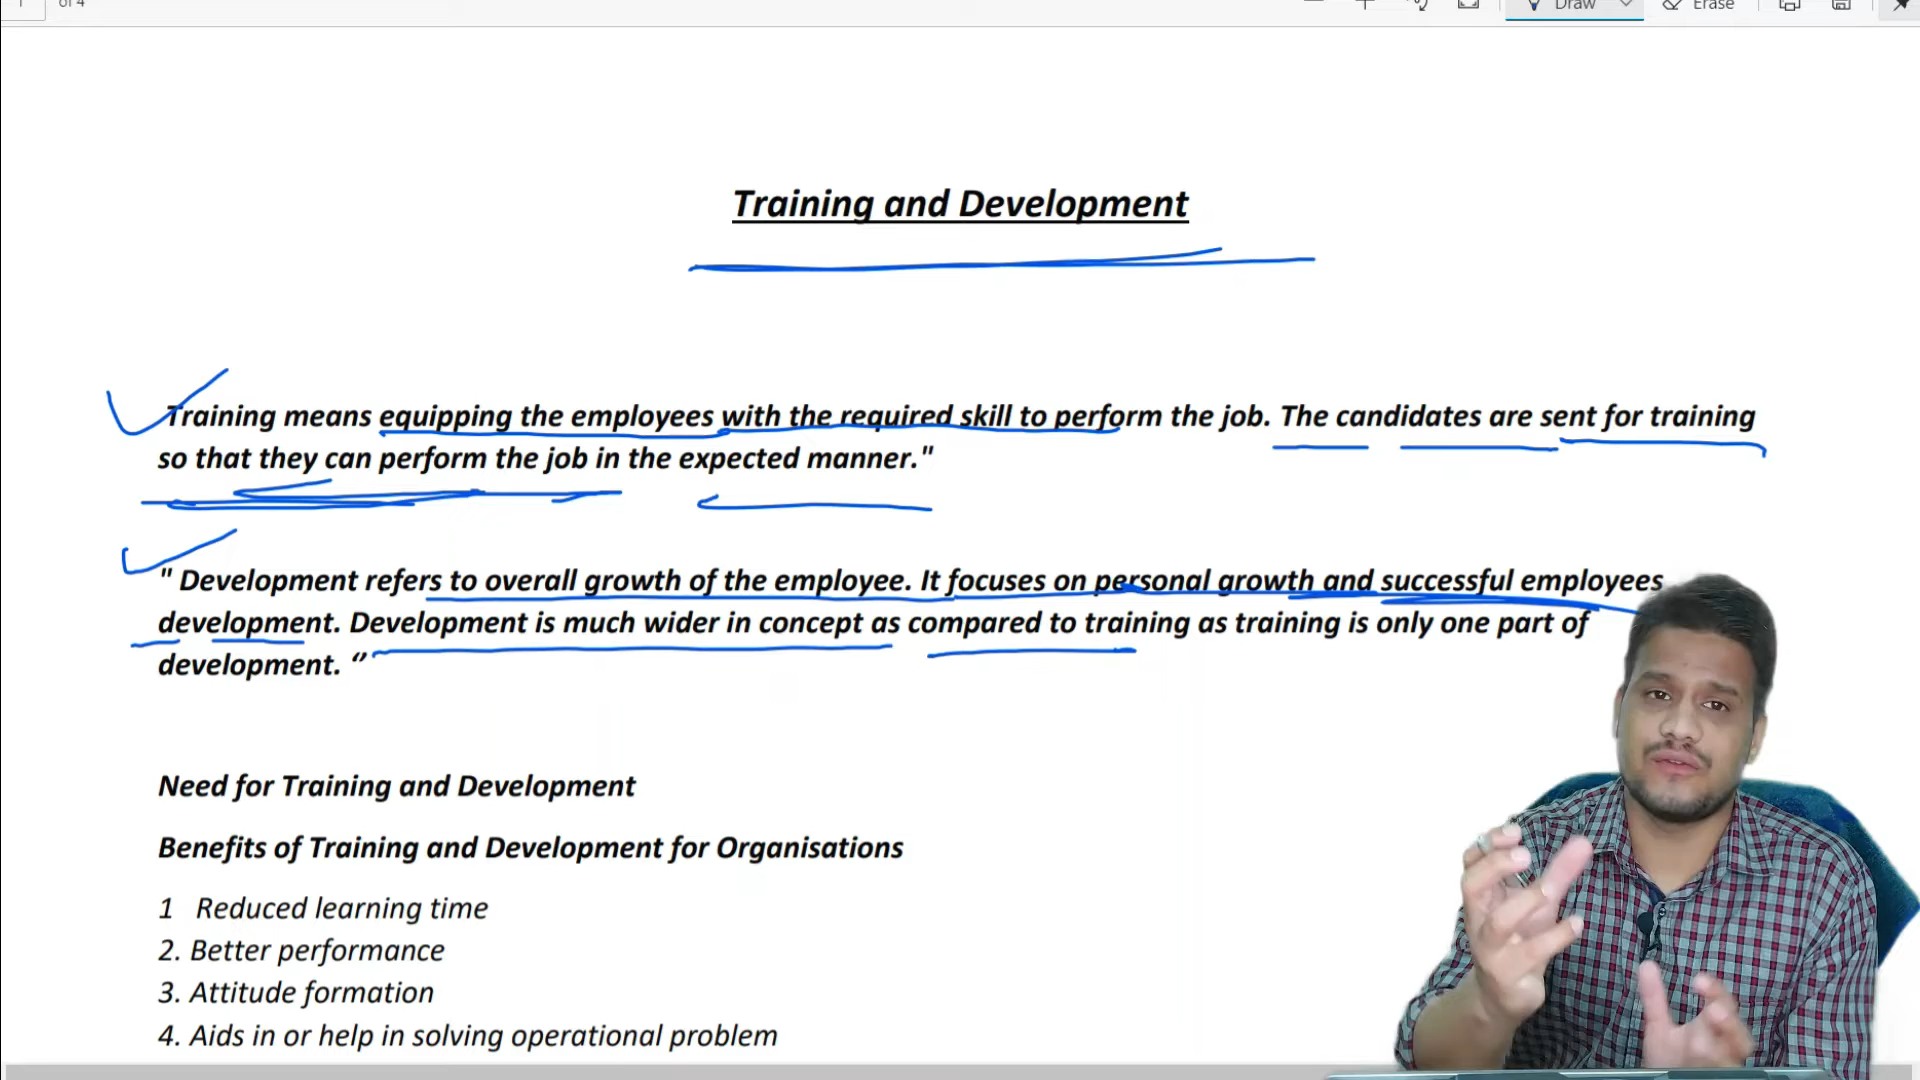 1 of 4 Draw Erase
Training and Development
Training means equipping the employees with the required skill to perform the job. The candidates are sent for training
so that they can perform the job in the expected manner."
" Development refers to overall growth of the employee. It focuses on personal growth and successful employees
development. Development is much wider in concept as compared to training as training is only one part of
development. “
Need for Training and Development
Benefits of Training and Development for Organisations
1 Reduced learning time
2. Better performance
3. Attitude formation
4. Aids in or help in solving operational problem